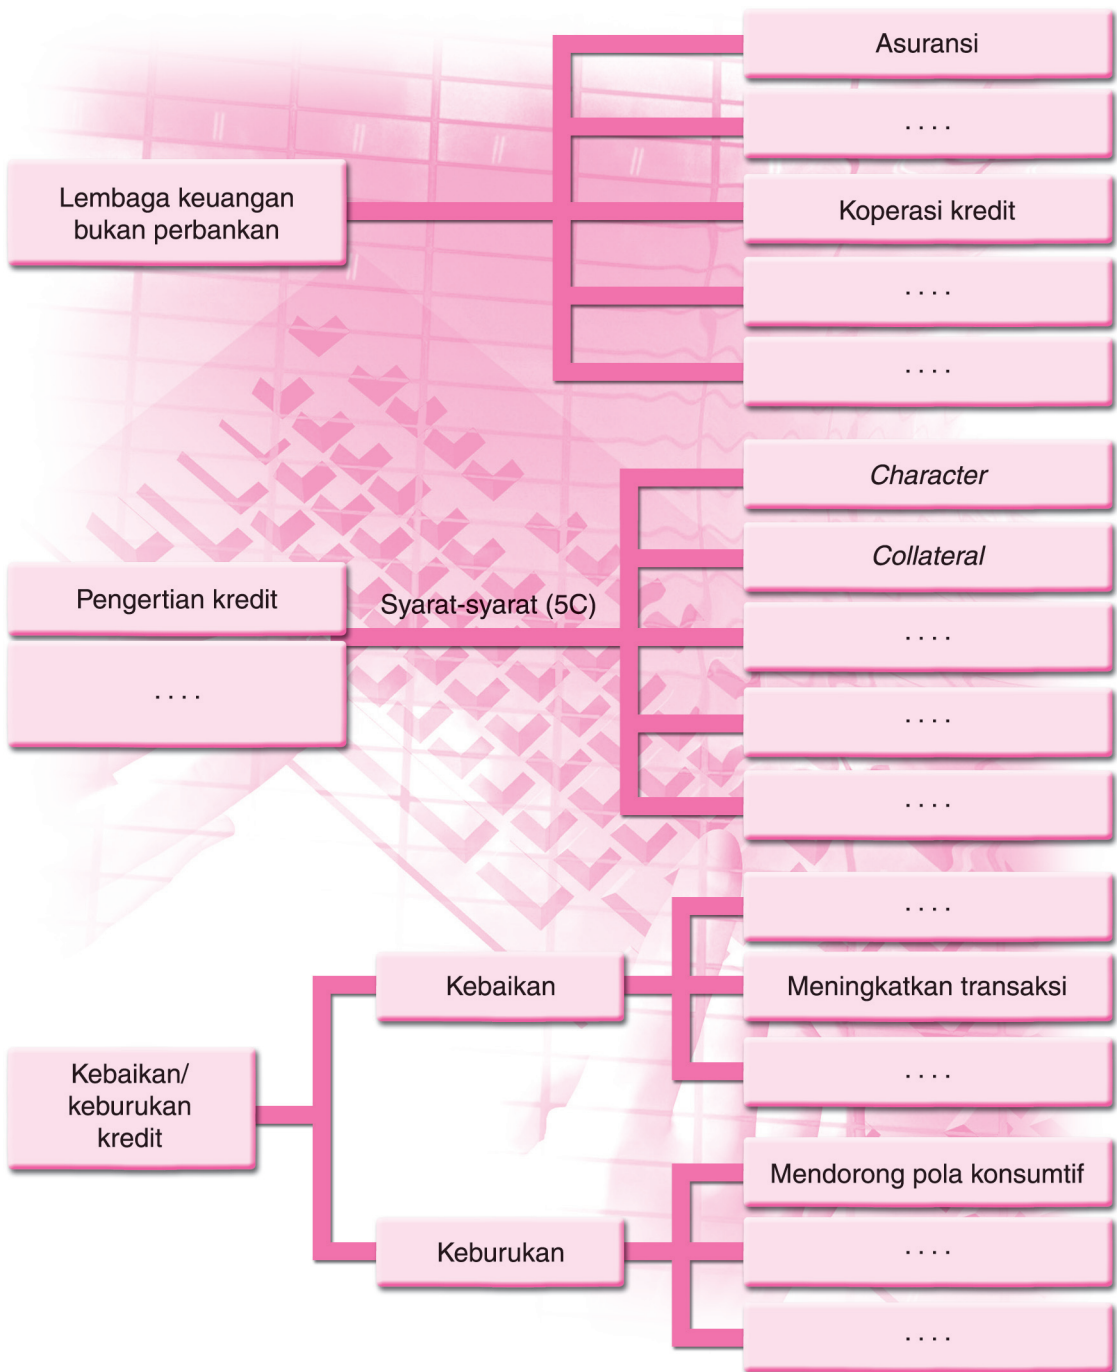 Asuransi
. . . .
Lembaga keuangan
bukan perbankan
Koperasi kredit
. . . .
. . . .
Character
Collateral
Pengertian kredit
Syarat-syarat (5C)
. . . .
. . . .
. . . .
. . . .
. . . .
Kebaikan
Meningkatkan transaksi
. . . .
Kebaikan/
keburukan
kredit
Mendorong pola konsumtif
Keburukan
. . . .
. . . .